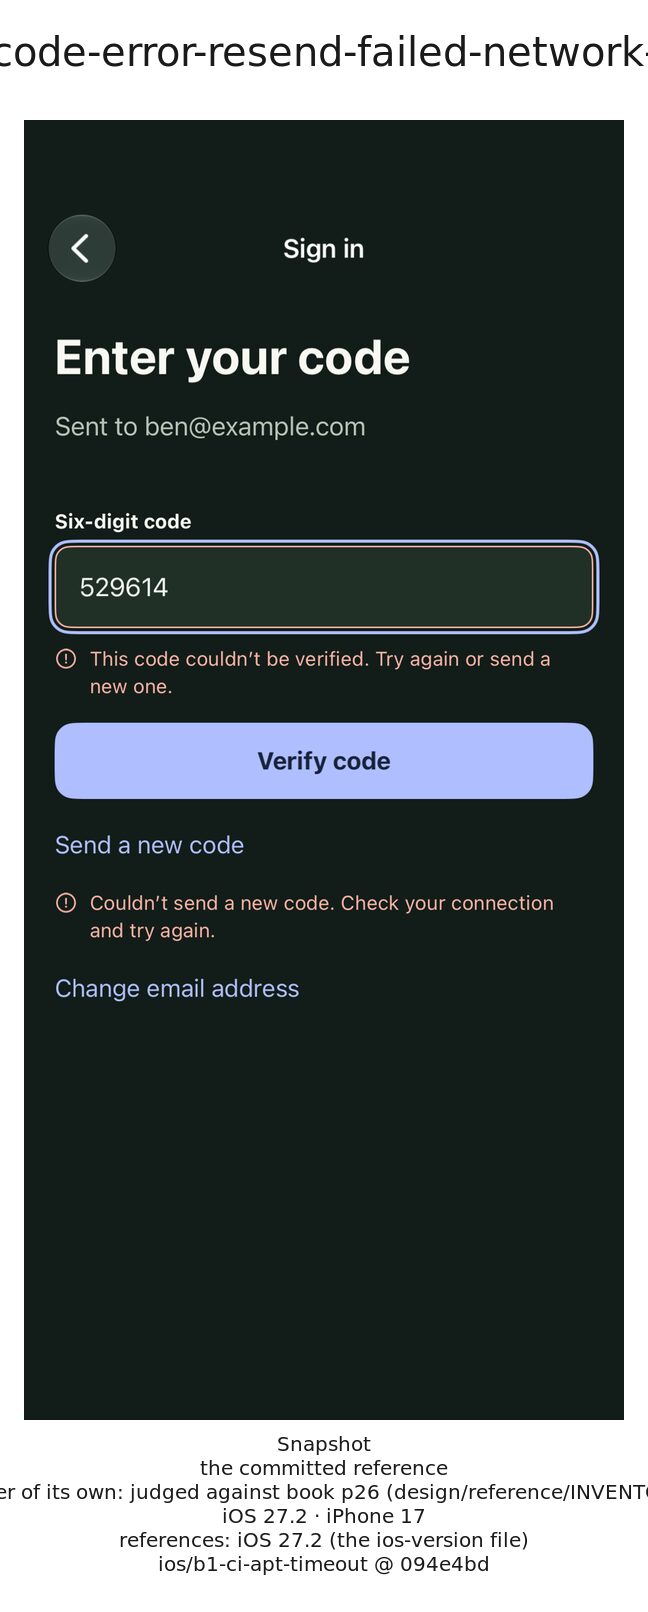 code-error-resend-failed-network-
Sign in
Enter your code
Sent to ben@example.com
Six-digit code
529614
This code couldn’t be verified. Try again or send a
new one.
Verify code
Send a new code
Couldn’t send a new code. Check your connection
and try again.
Change email address
Snapshot
the committed reference
er of its own: judged against book p26 (design/reference/INVENTO
iOS 27.2 · iPhone 17
references: iOS 27.2 (the ios-version file)
ios/b1-ci-apt-timeout @ 094e4bd